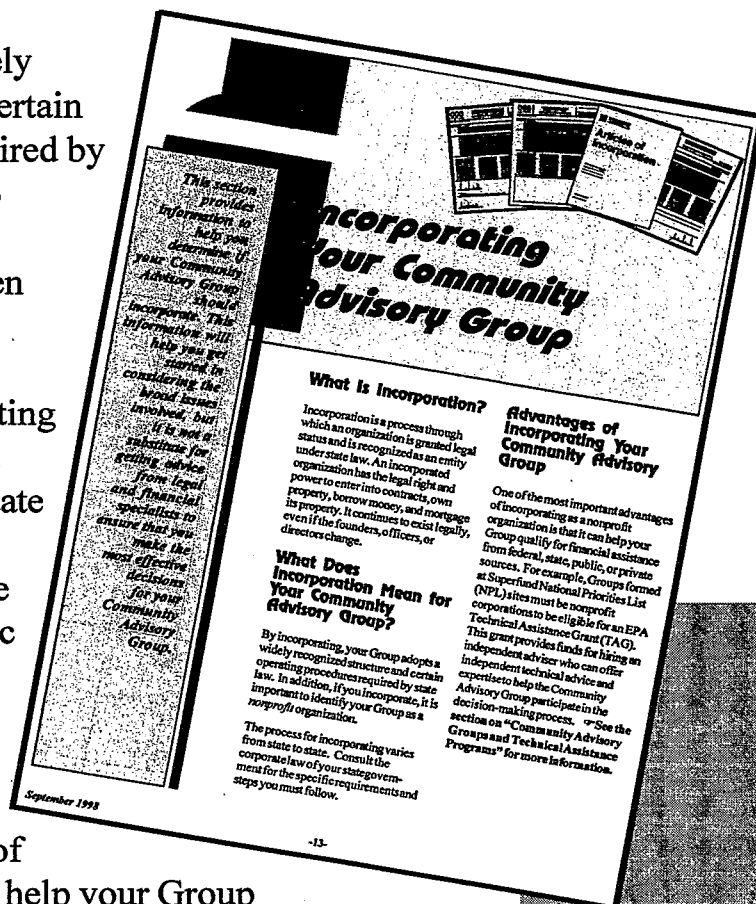 ely
ertain
ired by
en
ting
ate
e
c
of
help your Group
Articles of
Incorporation
Incorporating
Your Community
Advisory Group
This section
provides
information to
help you
determine if
your Community
Advisory Group
should
incorporate. This
information will
help you get
started in
considering the
broad issues
involved, but
it is not a
substitute for
getting advice
from legal
and financial
specialists to
ensure that you
make the
most effective
decisions
for your
Community
Advisory
Group.
What Is Incorporation?
Incorporation is a process through
which an organization is granted legal
status and is recognized as an entity
under state law. An incorporated
organization has the legal right and
power to enter into contracts, own
property, borrow money, and mortgage
its property. It continues to exist legally,
even if the founders, officers, or
directors change.
What Does
Incorporation Mean for
Your Community
Advisory Group?
By incorporating, your Group adopts a
widely recognized structure and certain
operating procedures required by state
law. In addition, if you incorporate, it is
important to identify your Group as a
nonprofit organization.
The process for incorporating varies
from state to state. Consult the
corporate law of your state govern-
ment for the specific requirements and
steps you must follow.
Advantages of
Incorporating Your
Community Advisory
Group
One of the most important advantages
of incorporating as a nonprofit
organization is that it can help your
Group qualify for financial assistance
from federal, state, public, or private
sources. For example, Groups formed
at Superfund National Priorities List
(NPL) sites must be nonprofit
corporations to be eligible for an EPA
Technical Assistance Grant (TAG).
This grant provides funds for hiring an
independent adviser who can offer
independent technical advice and
expertise to help the Community
Advisory Group participate in the
decision-making process. ☞See the
section on “Community Advisory
Groups and Technical Assistance
Programs” for more information.
September 1998
-13-